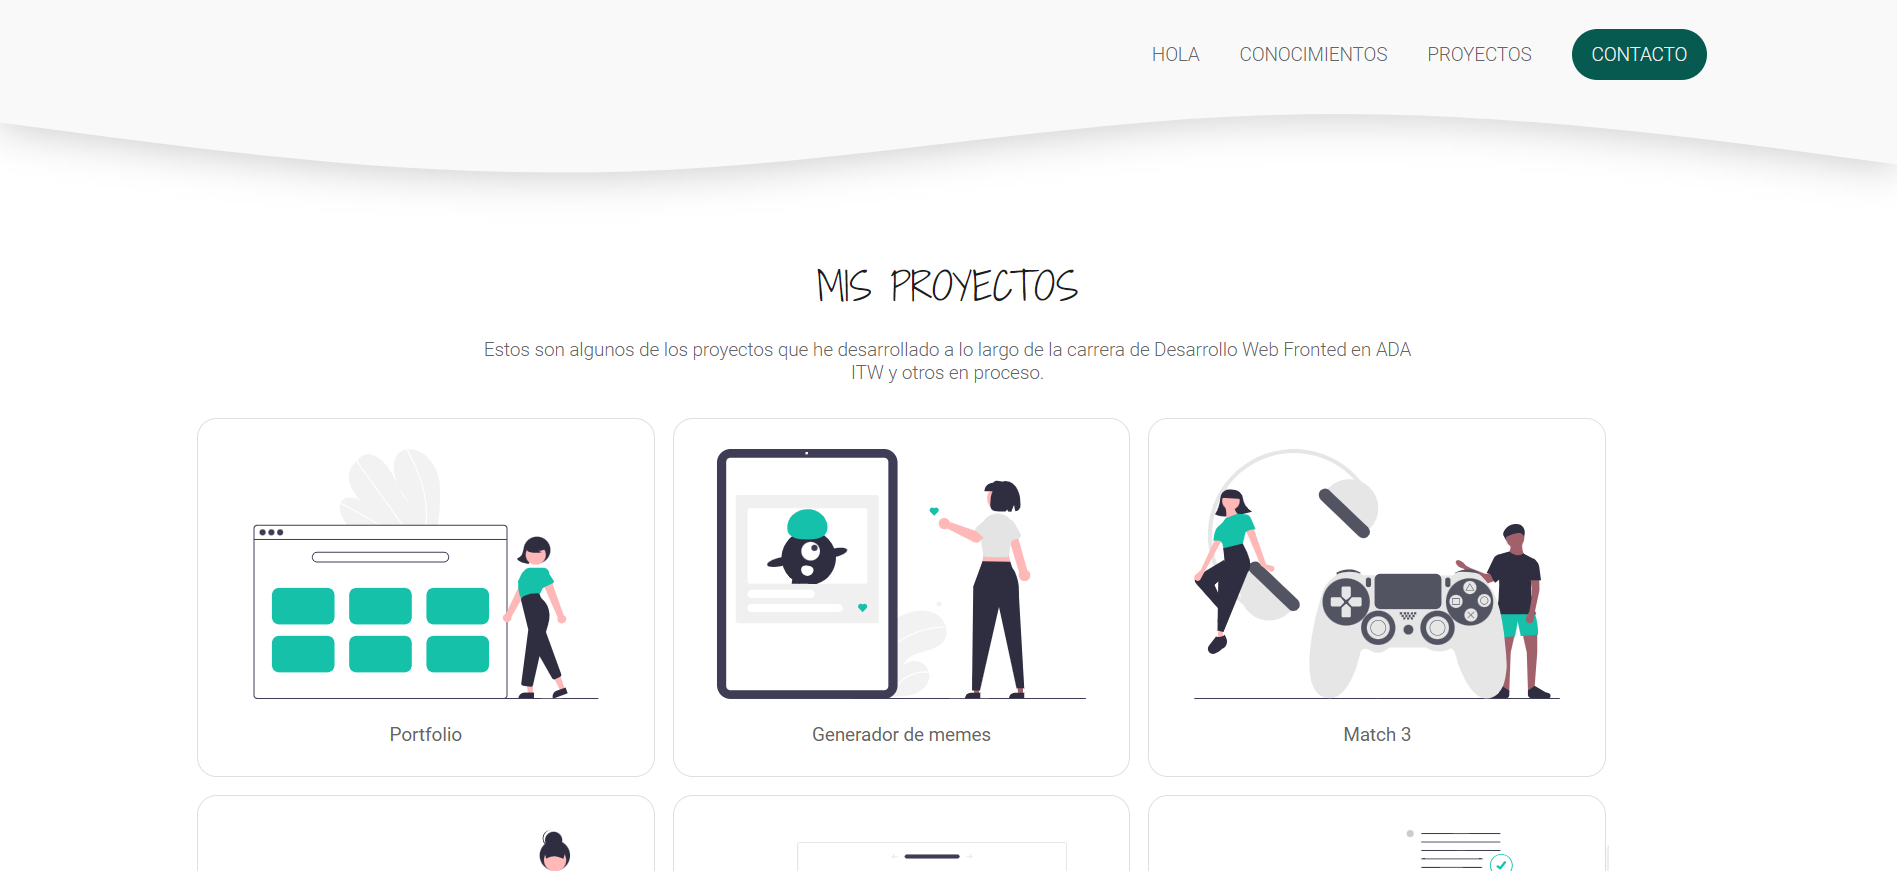 HOLA CONOCIMIENTOS PROYECTOS CONTACTO
MIS PROYECTOS
Estos son algunos de los proyectos que he desarrollado a lo largo de la carrera de Desarrollo Web Fronted en ADA
ITW y otros en proceso.
Portfolio
Generador de memes
Match 3